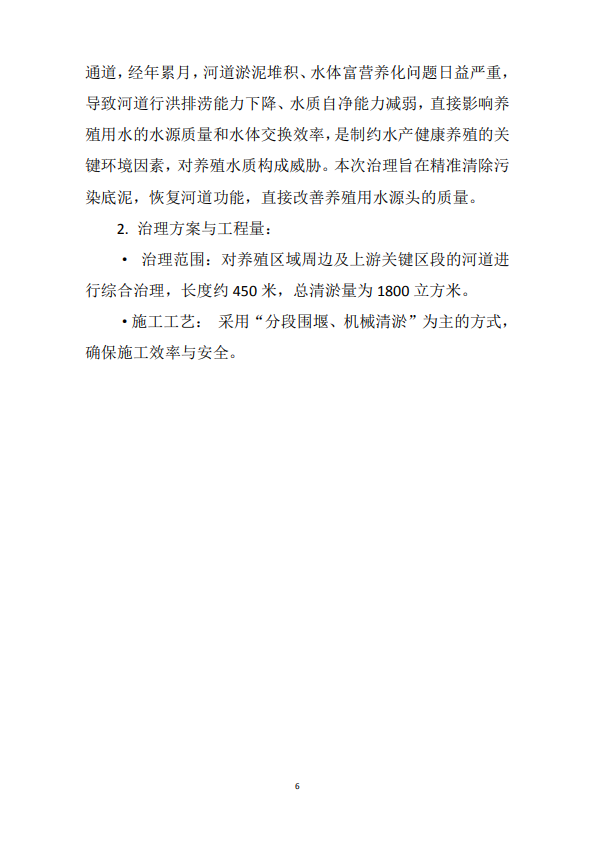 通道，经年累月，河道淤泥堆积、水体富营养化问题日益严重，
导致河道行洪排涝能力下降、水质自净能力减弱，直接影响养
殖用水的水源质量和水体交换效率，是制约水产健康养殖的关
键环境因素，对养殖水质构成威胁。本次治理旨在精准清除污
染底泥，恢复河道功能，直接改善养殖用水源头的质量。
2. 治理方案与工程量：
• 治理范围：对养殖区域周边及上游关键区段的河道进
行综合治理，长度约 450 米，总清淤量为 1800 立方米。
•施工工艺： 采用“分段围堰、机械清淤”为主的方式，
确保施工效率与安全。
6